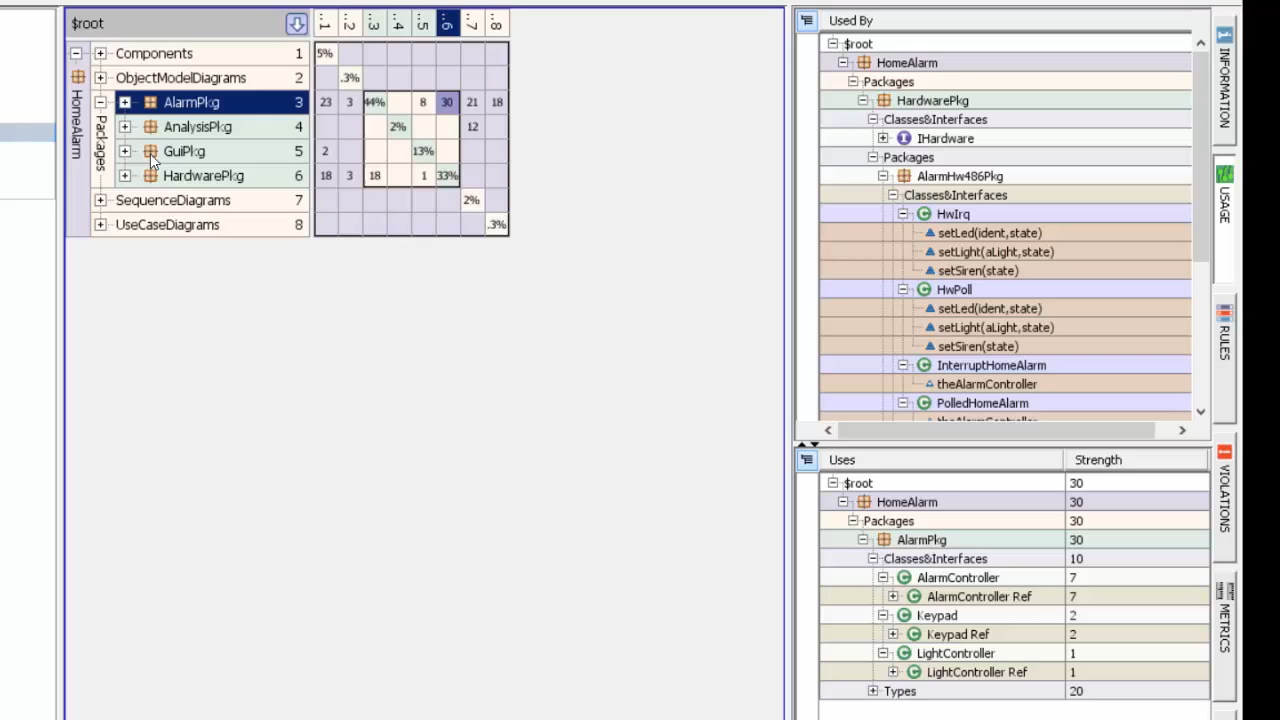 $root
.1 .2 .3 .4 .5 .6 .7 .8
HomeAlarm
Packages
Components 1 5%
ObjectModelDiagrams 2 .3%
AlarmPkg 3 23 3 44% 8 30 21 18
AnalysisPkg 4 2% 12
GuiPkg 5 2 13%
HardwarePkg 6 18 3 18 1 33%
SequenceDiagrams 7 2%
UseCaseDiagrams 8 .3%
Used By
$root
HomeAlarm
Packages
HardwarePkg
Classes&Interfaces
IHardware
Packages
AlarmHw486Pkg
Classes&Interfaces
HwIrq
setLed(ident,state)
setLight(aLight,state)
setSiren(state)
HwPoll
setLed(ident,state)
setLight(aLight,state)
setSiren(state)
InterruptHomeAlarm
theAlarmController
PolledHomeAlarm
theAlarmController
Uses Strength
$root 30
HomeAlarm 30
Packages 30
AlarmPkg 30
Classes&Interfaces 10
AlarmController 7
AlarmController Ref 7
Keypad 2
Keypad Ref 2
LightController 1
LightController Ref 1
Types 20
INFORMATION
USAGE
RULES
VIOLATIONS
METRICS